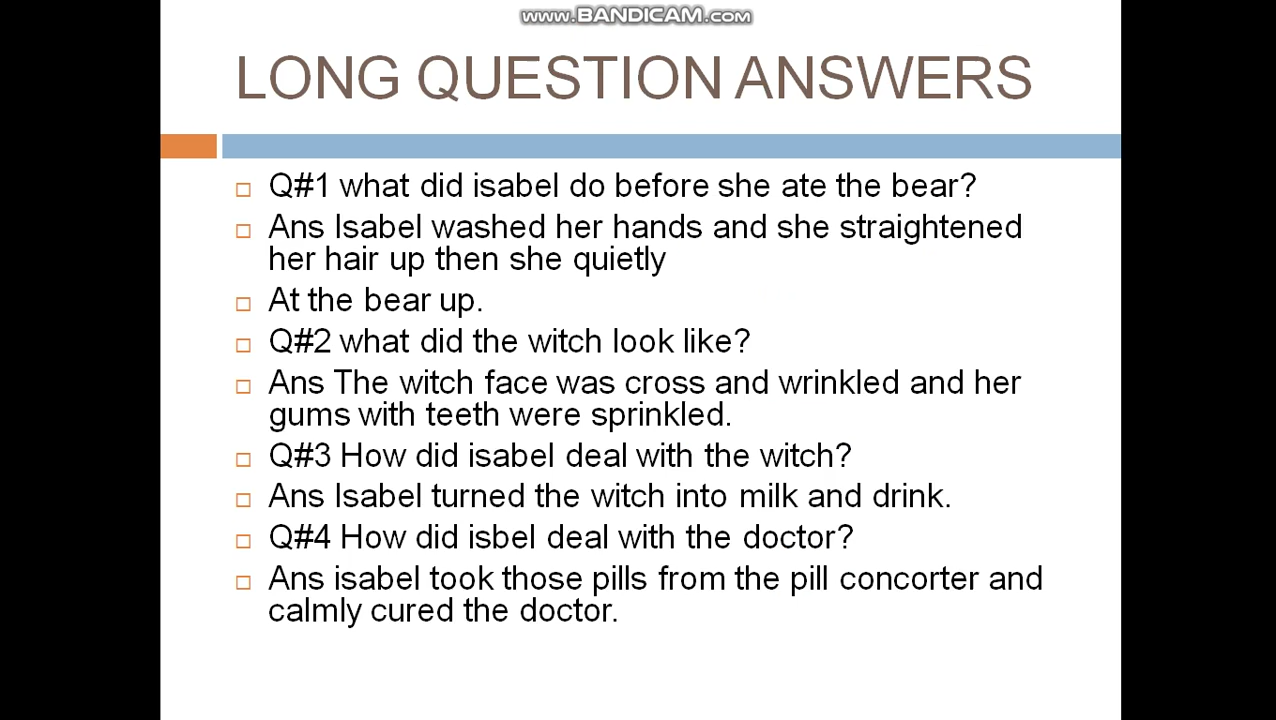 www.BANDICAM.com
LONG QUESTION ANSWERS
Q#1 what did isabel do before she ate the bear?
Ans Isabel washed her hands and she straightened
her hair up then she quietly
At the bear up.
Q#2 what did the witch look like?
Ans The witch face was cross and wrinkled and her
gums with teeth were sprinkled.
Q#3 How did isabel deal with the witch?
Ans Isabel turned the witch into milk and drink.
Q#4 How did isbel deal with the doctor?
Ans isabel took those pills from the pill concorter and
calmly cured the doctor.